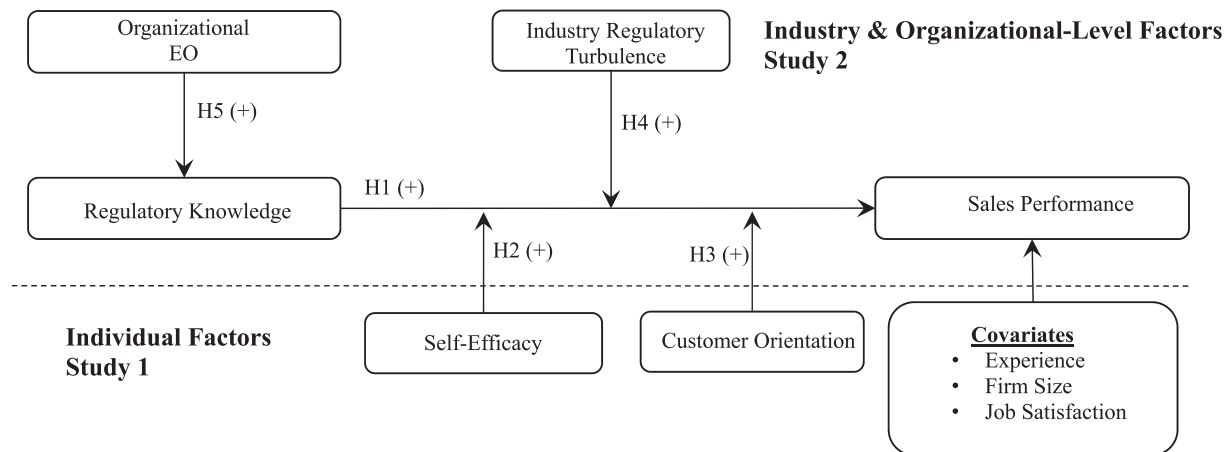 Organizational
EO
Industry Regulatory
Turbulence
Industry & Organizational-Level Factors
Study 2
H5 (+)
H4 (+)
Regulatory Knowledge
H1 (+)
Sales Performance
H2 (+)
H3 (+)
Individual Factors
Study 1
Self-Efficacy
Customer Orientation
Covariates
• Experience
• Firm Size
• Job Satisfaction